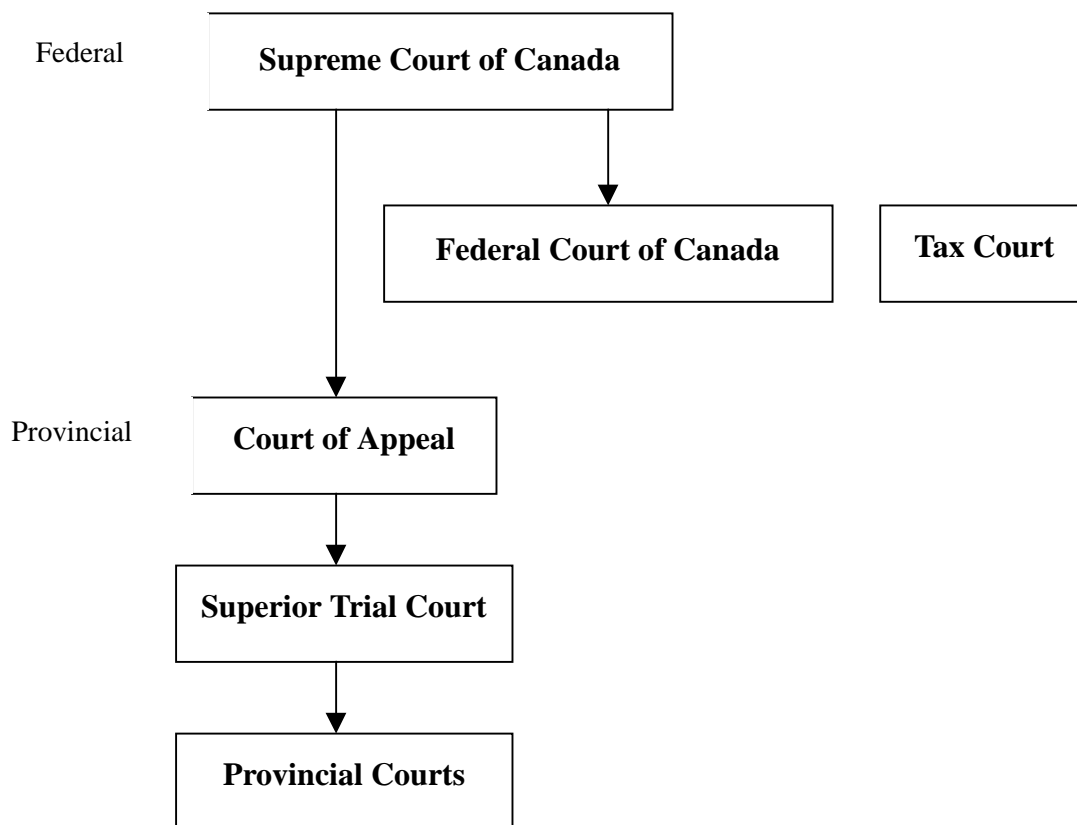 Federal
Supreme Court of Canada
Federal Court of Canada
Tax Court
Provincial
Court of Appeal
Superior Trial Court
Provincial Courts